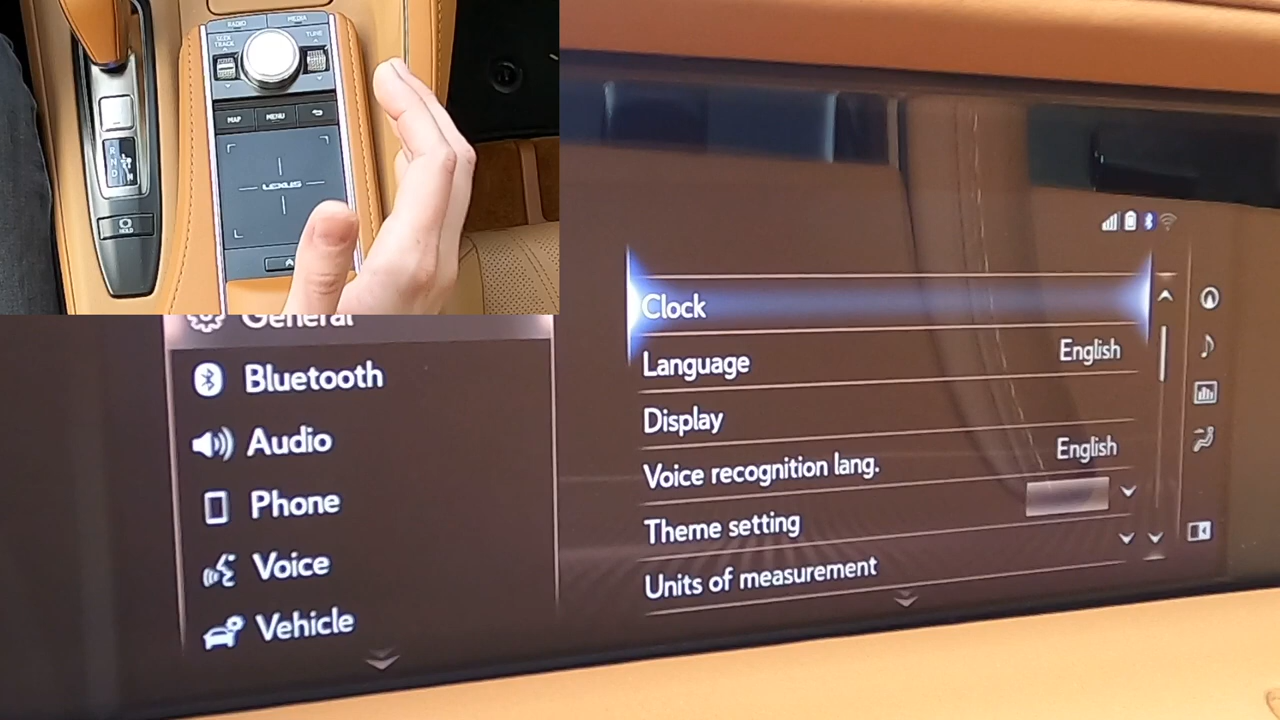 RADIO
MEDIA
SEEK
TRACK
TUNE
MAP
MENU
LEXUS
R
N
D
M
HOLD
General
Bluetooth
Audio
Phone
Voice
Vehicle
Clock
Language English
Display
Voice recognition lang. English
Theme setting
Units of measurement